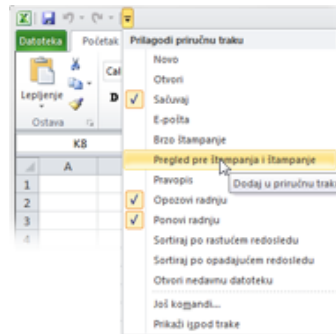 Datoteka Početak
Prilagodi priručnu traku
Novo
Otvori
Sačuvaj
E-pošta
Brzo štampanje
Pregled pre štampanja i štampanje
Pravopis
Dodaj u priručnu traku
Opozovi radnju
Ponovi radnju
Sortiraj po rastućem redosledu
Sortiraj po opadajućem redosledu
Otvori nedavnu datoteku
Još komandi...
Prikaži ispod trake
Lepljenje
Cal
B
Ostava
K8
A
1
2
3
4